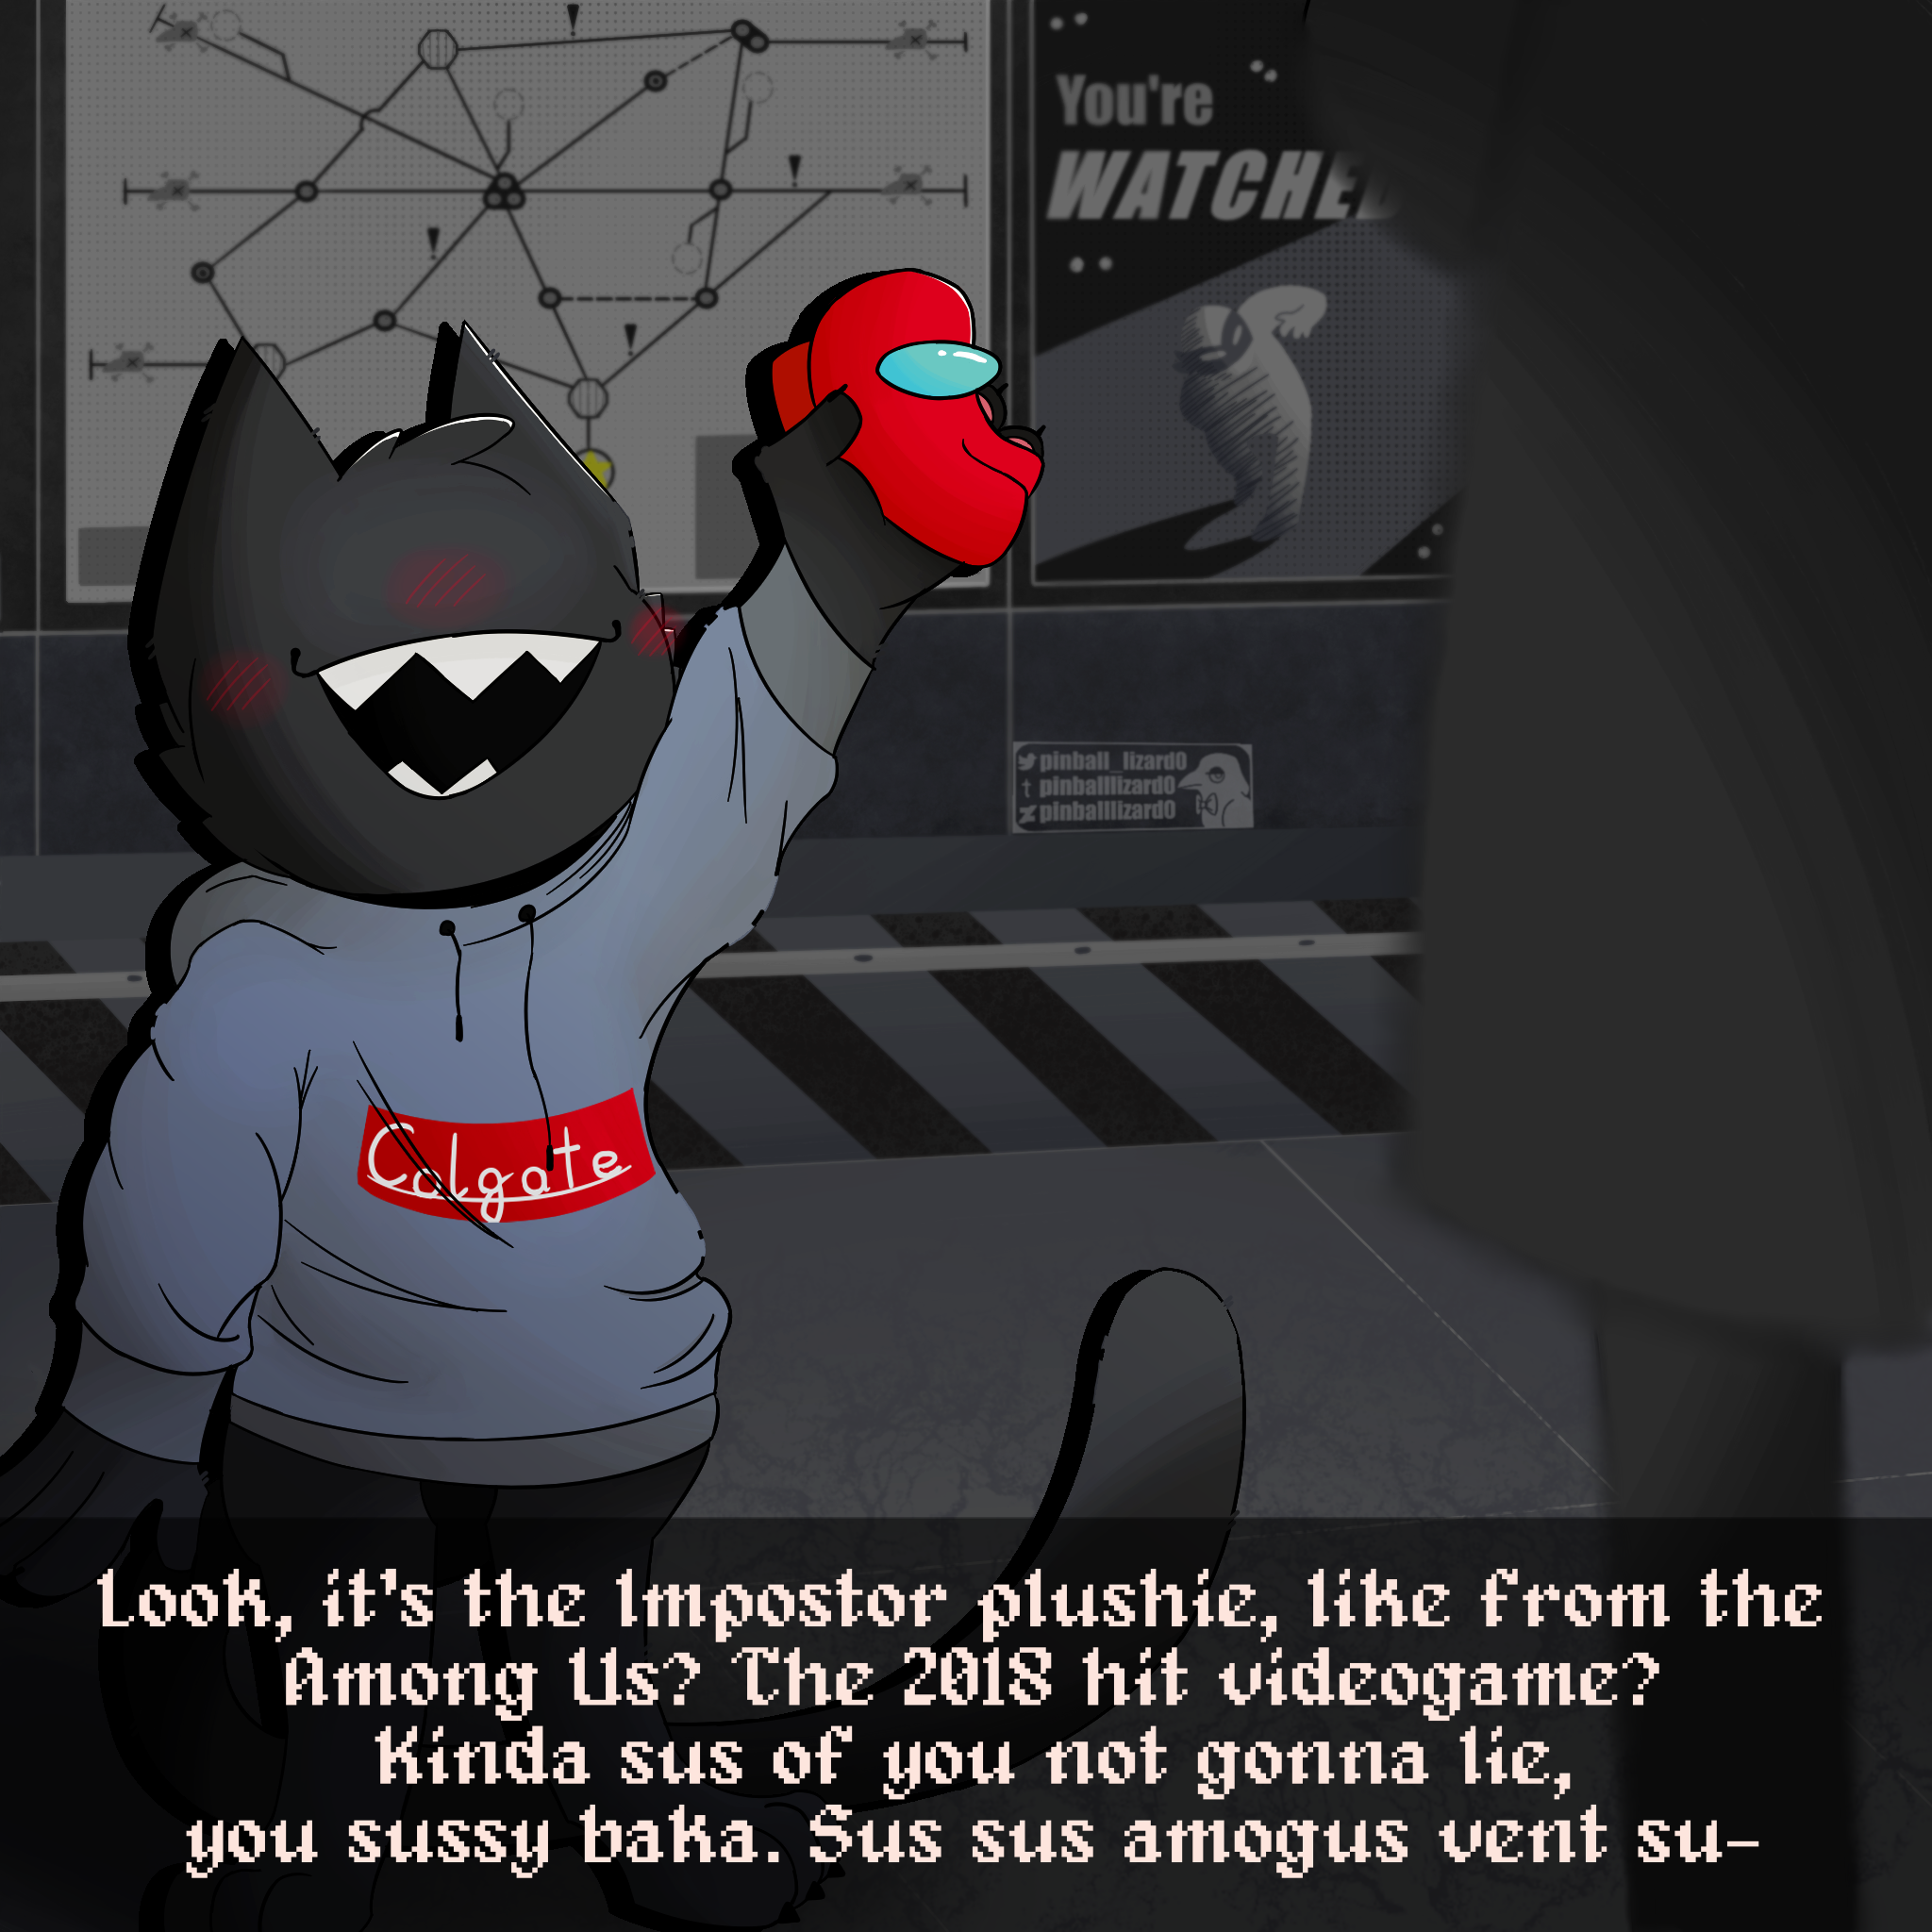 You're
WATCHED
pinball_lizard0
pinballlizard0
pinballlizard0
Colgate
Look, it's the Impostor plushie, like from the
Among Us? The 2018 hit videogame?
Kinda sus of you not gonna lie,
you sussy baka. Sus sus amogus vent su-